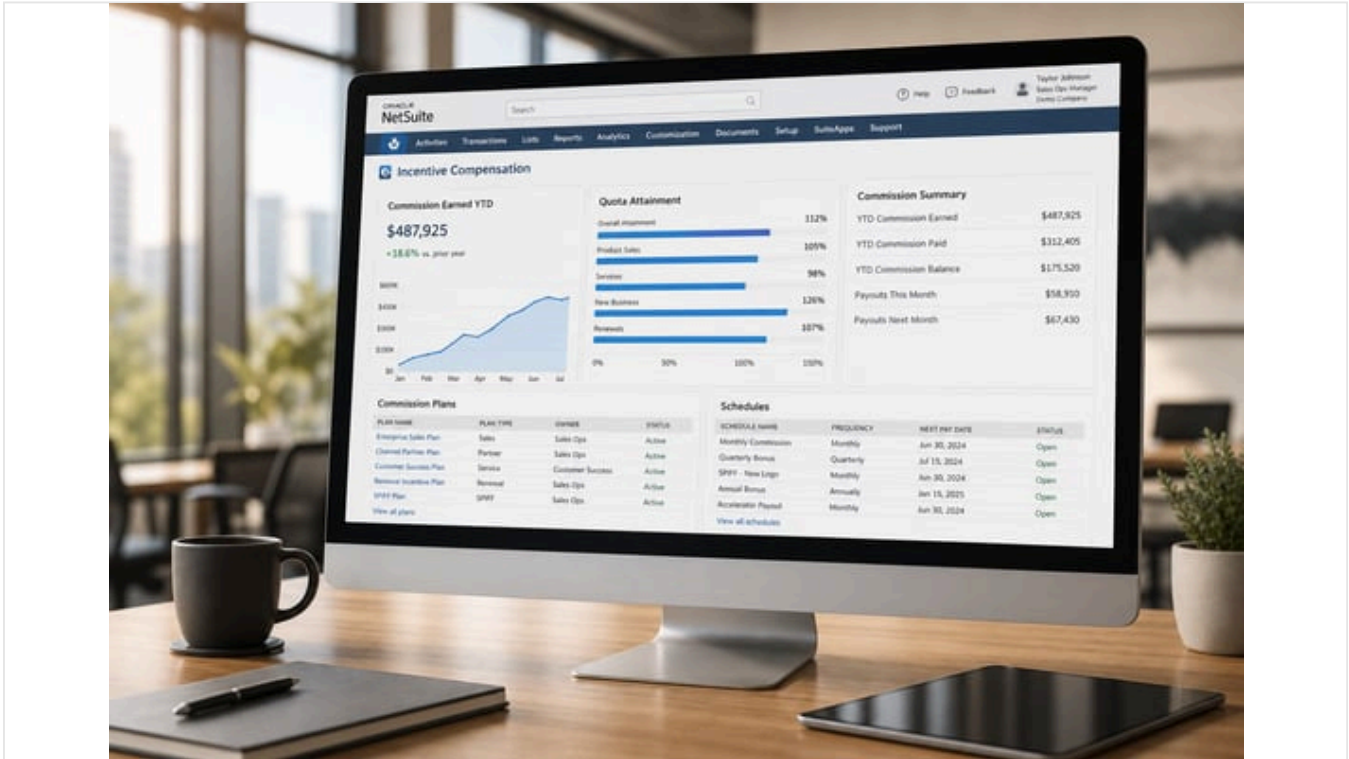 ORACLE
NetSuite
Search
Help
Feedback
Taylor Johnson
Sales Ops Manager
Demo Company
Activities Transactions Lists Reports Analytics Customization Documents Setup SuiteApps Support
Incentive Compensation
Commission Earned YTD
$487,925
+18.6% vs. prior year
$600K
$450K
$300K
$150K
$0
Jan Feb Mar Apr May Jun Jul
Quota Attainment
Overall Attainment 112%
Product Sales 105%
Services 98%
New Business 126%
Renewals 107%
0% 50% 100% 150%
Commission Summary
YTD Commission Earned $487,925
YTD Commission Paid $312,405
YTD Commission Balance $175,520
Payouts This Month $58,910
Payouts Next Month $67,430
Commission Plans
PLAN NAME PLAN TYPE OWNER STATUS
Enterprise Sales Plan Sales Sales Ops Active
Channel Partner Plan Partner Sales Ops Active
Customer Success Plan Service Customer Success Active
Renewal Incentive Plan Renewal Sales Ops Active
SPIFF Plan SPIFF Sales Ops Active
View all plans
Schedules
SCHEDULE NAME FREQUENCY NEXT PAY DATE STATUS
Monthly Commission Monthly Jun 30, 2024 Open
Quarterly Bonus Quarterly Jul 15, 2024 Open
SPIFF - New Logo Monthly Jun 30, 2024 Open
Annual Bonus Annually Jan 15, 2025 Open
Accelerator Payout Monthly Jun 30, 2024 Open
View all schedules